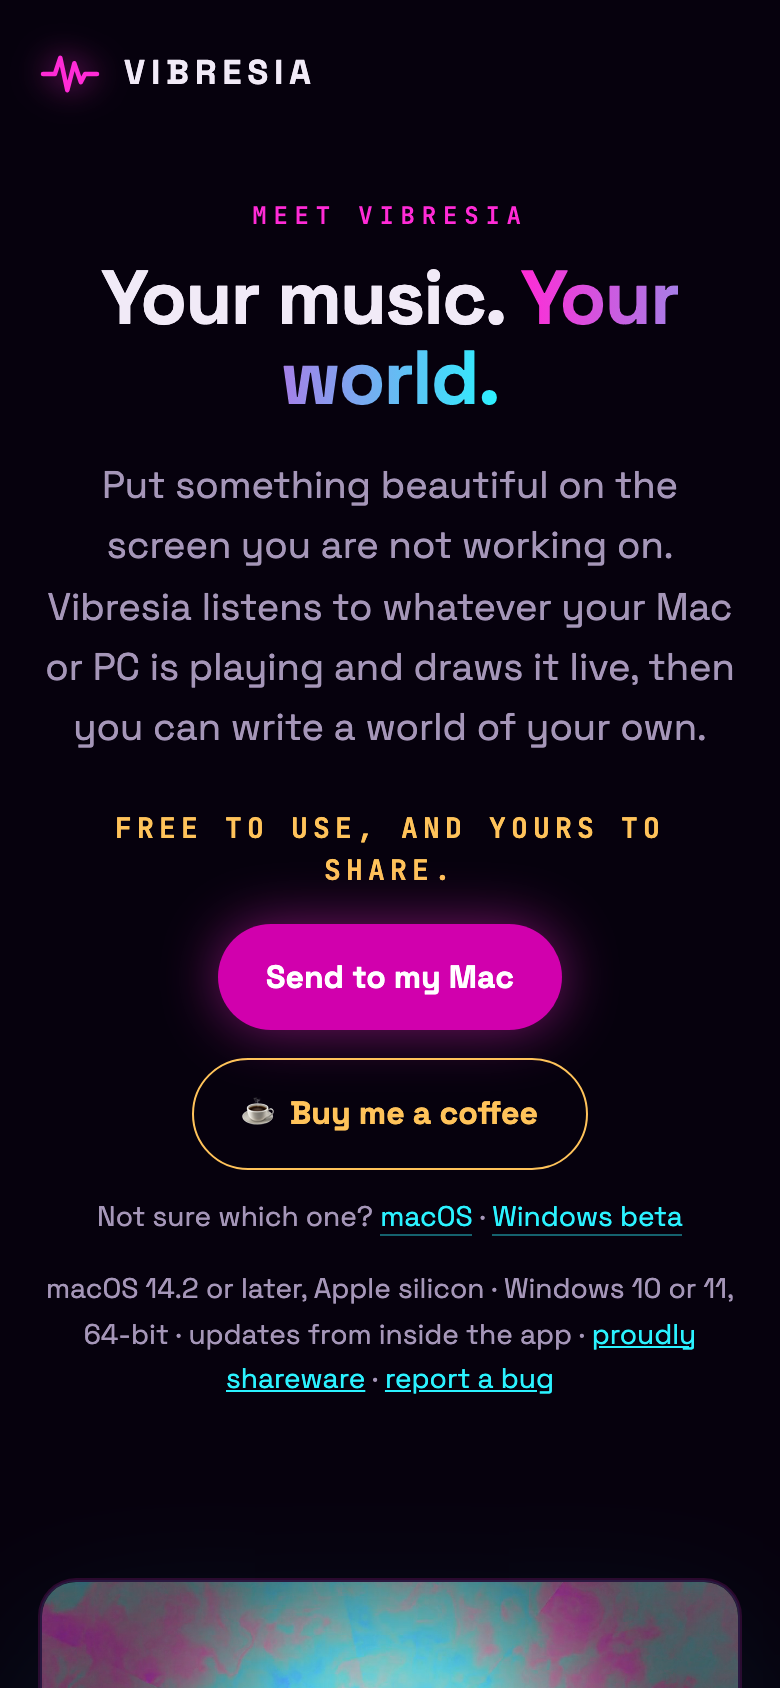 VIBRESIA
MEET VIBRESIA
Your music. Your
world.
Put something beautiful on the
screen you are not working on.
Vibresia listens to whatever your Mac
or PC is playing and draws it live, then
you can write a world of your own.
FREE TO USE, AND YOURS TO
SHARE.
Send to my Mac
☕ Buy me a coffee
Not sure which one? macOS · Windows beta
macOS 14.2 or later, Apple silicon · Windows 10 or 11,
64-bit · updates from inside the app · proudly
shareware · report a bug